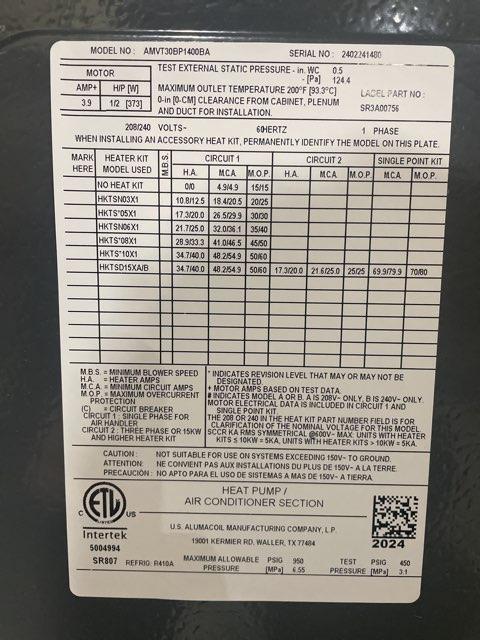 MODEL NO : AMVT30BP1400BA SERIAL NO : 2402241480
MOTOR
AMP+ H/P [W]
3.9 1/2 [373]
TEST EXTERNAL STATIC PRESSURE - in. WC 0.5
- [Pa] 124.4
MAXIMUM OUTLET TEMPERATURE 200°F [93.3°C]
0-in [0-CM] CLEARANCE FROM CABINET, PLENUM
AND DUCT FOR INSTALLATION.
LABEL PART NO :
SR3A00756
208/240 VOLTS~ 60HERTZ 1 PHASE
WHEN INSTALLING AN ACCESSORY HEAT KIT, PERMANENTLY IDENTIFY THE MODEL ON THIS PLATE.
MARK HERE HEATER KIT MODEL USED M.B.S. CIRCUIT 1 CIRCUIT 2 SINGLE POINT KIT
H.A. M.C.A. M.O.P. H.A. M.C.A. M.O.P. M.C.A. M.O.P.
NO HEAT KIT 0/0 4.9/4.9 15/15
HKTSN03X1 10.8/12.5 18.4/20.5 20/25
HKTS*05X1 17.3/20.0 26.5/29.9 30/30
HKTSN06X1 21.7/25.0 32.0/36.1 35/40
HKTS*08X1 28.9/33.3 41.0/46.5 45/50
HKTS*10X1 34.7/40.0 48.2/54.9 50/60
HKTSD15XA/B 34.7/40.0 48.2/54.9 50/60 17.3/20.0 21.6/25.0 25/25 69.9/79.9 70/80
M.B.S. = MINIMUM BLOWER SPEED
H.A. = HEATER AMPS
M.C.A. = MINIMUM CIRCUIT AMPS
M.O.P. = MAXIMUM OVERCURRENT
PROTECTION
(C) = CIRCUIT BREAKER
CIRCUIT 1 : SINGLE PHASE FOR
AIR HANDLER
CIRCUIT 2 : THREE PHASE OR 15KW
AND HIGHER HEATER KIT
* INDICATES REVISION LEVEL THAT MAY OR MAY NOT BE
DESIGNATED.
+ MOTOR AMPS BASED ON TEST DATA.
# INDICATES MODEL A OR B. A IS 208V~ ONLY, B IS 240V~ ONLY.
MOTOR ELECTRICAL DATA IS INCLUDED IN CIRCUIT 1 AND
SINGLE POINT KIT.
THE 208 OR 240 IN THE HEAT KIT PART NUMBER FIELD IS FOR
CLARIFICATION OF THE NOMINAL VOLTAGE FOR THIS MODEL.
SCCR KA RMS SYMMETRICAL @600V~ MAX: UNITS WITH HEATER
KITS ≤ 10KW = 5KA, UNITS WITH HEATER KITS > 10KW = 5KA.
CAUTION : NOT SUITABLE FOR USE ON SYSTEMS EXCEEDING 150V~ TO GROUND.
ATTENTION: NE CONVIENT PAS AUX INSTALLATIONS DU PLUS DE 150V~ A LA TERRE.
PRECAUCIÓN : NO APTO PARA EL USO DE SISTEMAS A MAS DE 150V~ A TIERRA.
C ETL US
Intertek
5004994
HEAT PUMP /
AIR CONDITIONER SECTION
U.S. ALUMACOIL MANUFACTURING COMPANY, L.P.
19001 KERMIER RD, WALLER, TX 77484
2024
SR807 REFRIG: R410A MAXIMUM ALLOWABLE PSIG 950 TEST PSIG 450
PRESSURE [MPa] 6.55 PRESSURE [MPa] 3.1